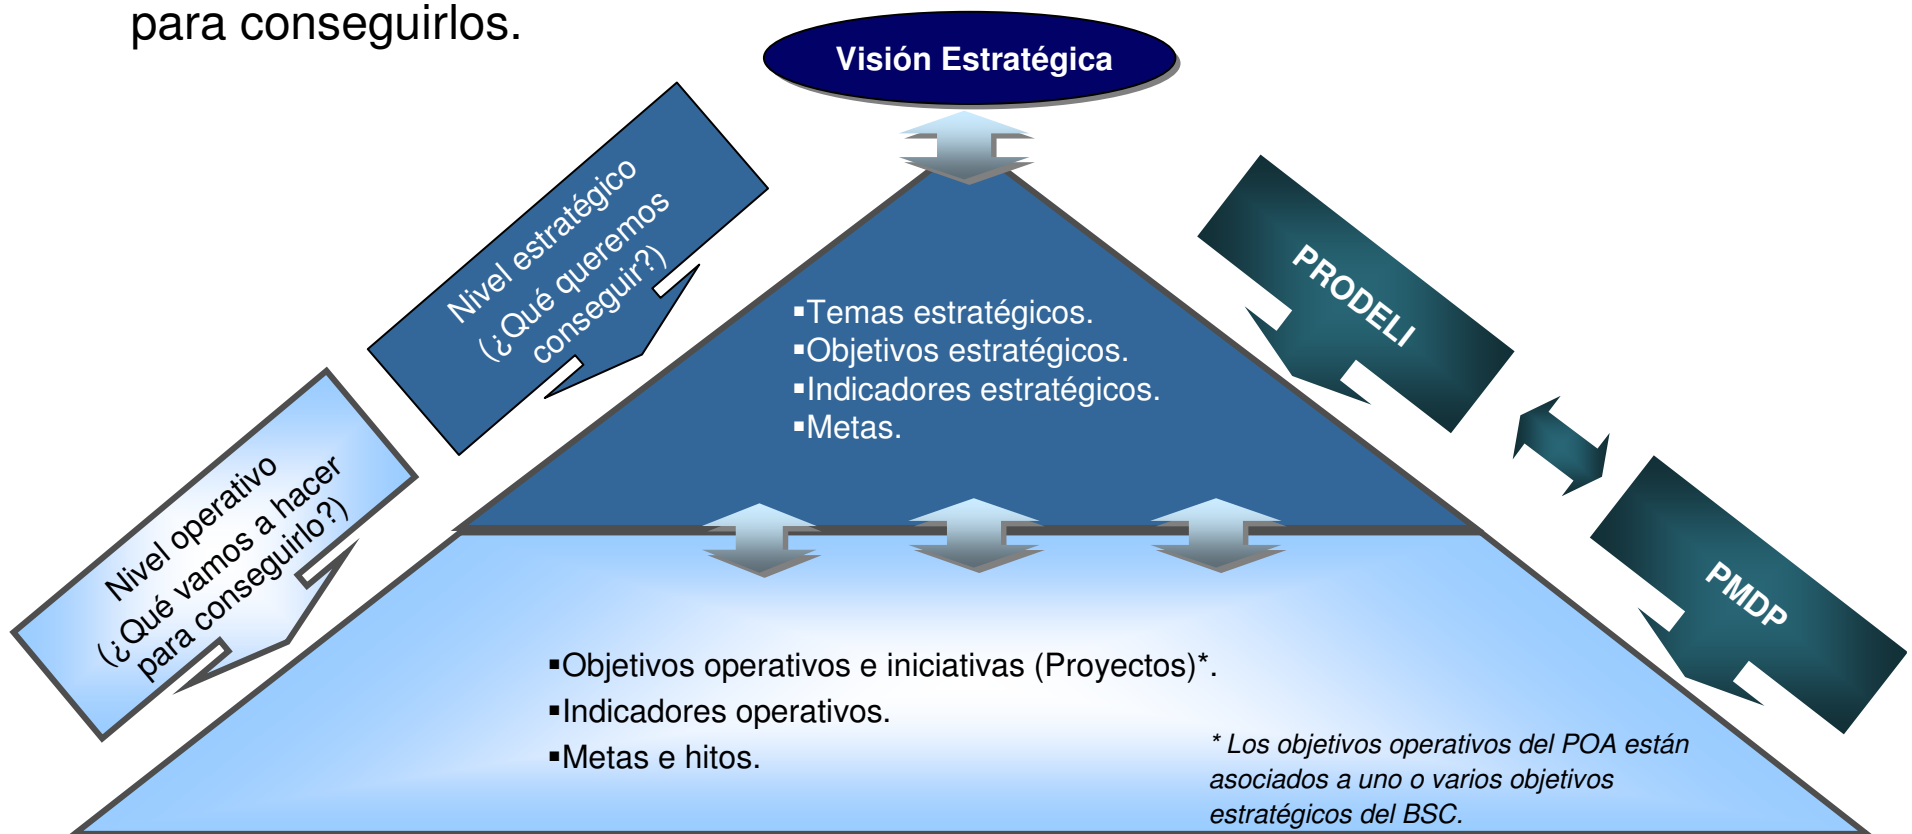 para conseguirlos.
Visión Estratégica
Nivel estratégico
(¿Qué queremos
conseguir?)
PRODELI
▪Temas estratégicos.
▪Objetivos estratégicos.
▪Indicadores estratégicos.
▪Metas.
Nivel operativo
(¿Qué vamos a hacer
para conseguirlo?)
PMDP
▪Objetivos operativos e iniciativas (Proyectos)*.
▪Indicadores operativos.
▪Metas e hitos.
* Los objetivos operativos del POA están
asociados a uno o varios objetivos
estratégicos del BSC.